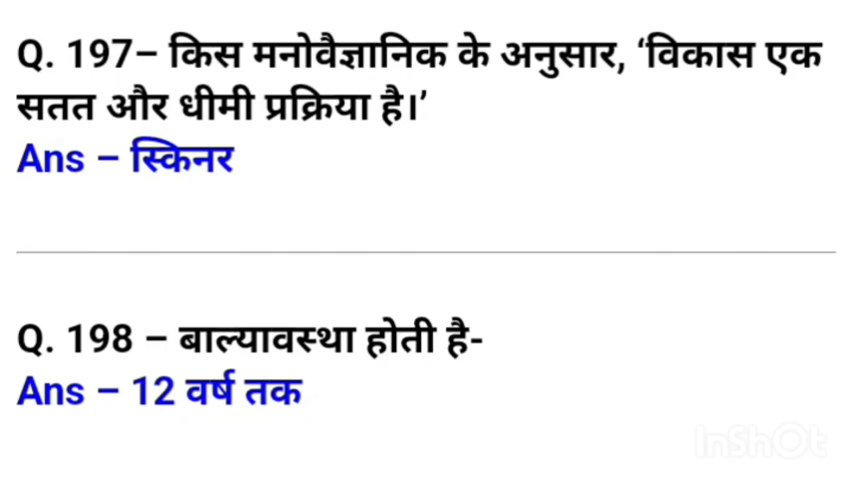 Q. 197– किस मनोवैज्ञानिक के अनुसार, ‘विकास एक
सतत और धीमी प्रक्रिया है।’
Ans – स्किनर
Q. 198 – बाल्यावस्था होती है-
Ans – 12 वर्ष तक
InShOt